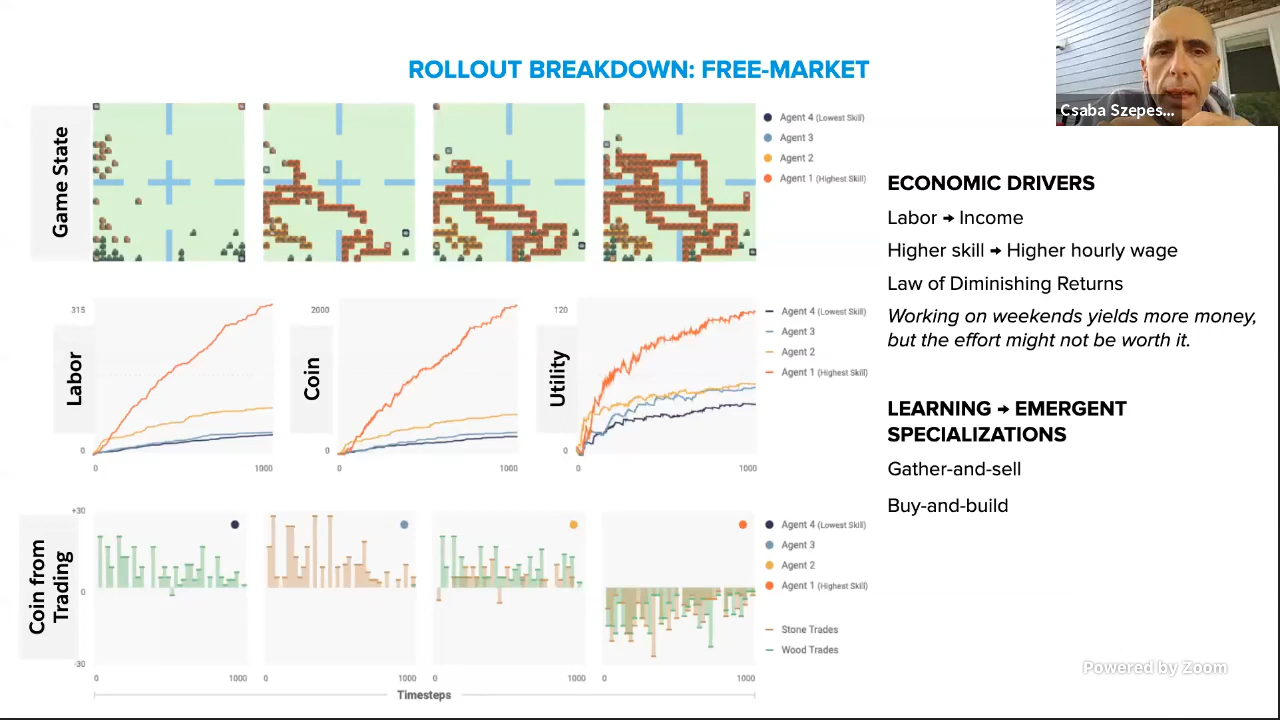 ROLLOUT BREAKDOWN: FREE-MARKET
Csaba Szepes...
Game State
Agent 4 (Lowest Skill)
Agent 3
Agent 2
Agent 1 (Highest Skill)
ECONOMIC DRIVERS
Labor → Income
Higher skill → Higher hourly wage
Law of Diminishing Returns
Working on weekends yields more money,
but the effort might not be worth it.
LEARNING → EMERGENT
SPECIALIZATIONS
Gather-and-sell
Buy-and-build
Labor
315
0
0 1000
Coin
2000
0
0 1000
Utility
120
0
0 1000
Agent 4 (Lowest Skill)
Agent 3
Agent 2
Agent 1 (Highest Skill)
Coin from
Trading
+30
0
-30
0 1000
0 1000
0 1000
0 1000
Timesteps
Agent 4 (Lowest Skill)
Agent 3
Agent 2
Agent 1 (Highest Skill)
Stone Trades
Wood Trades
Powered by Zoom